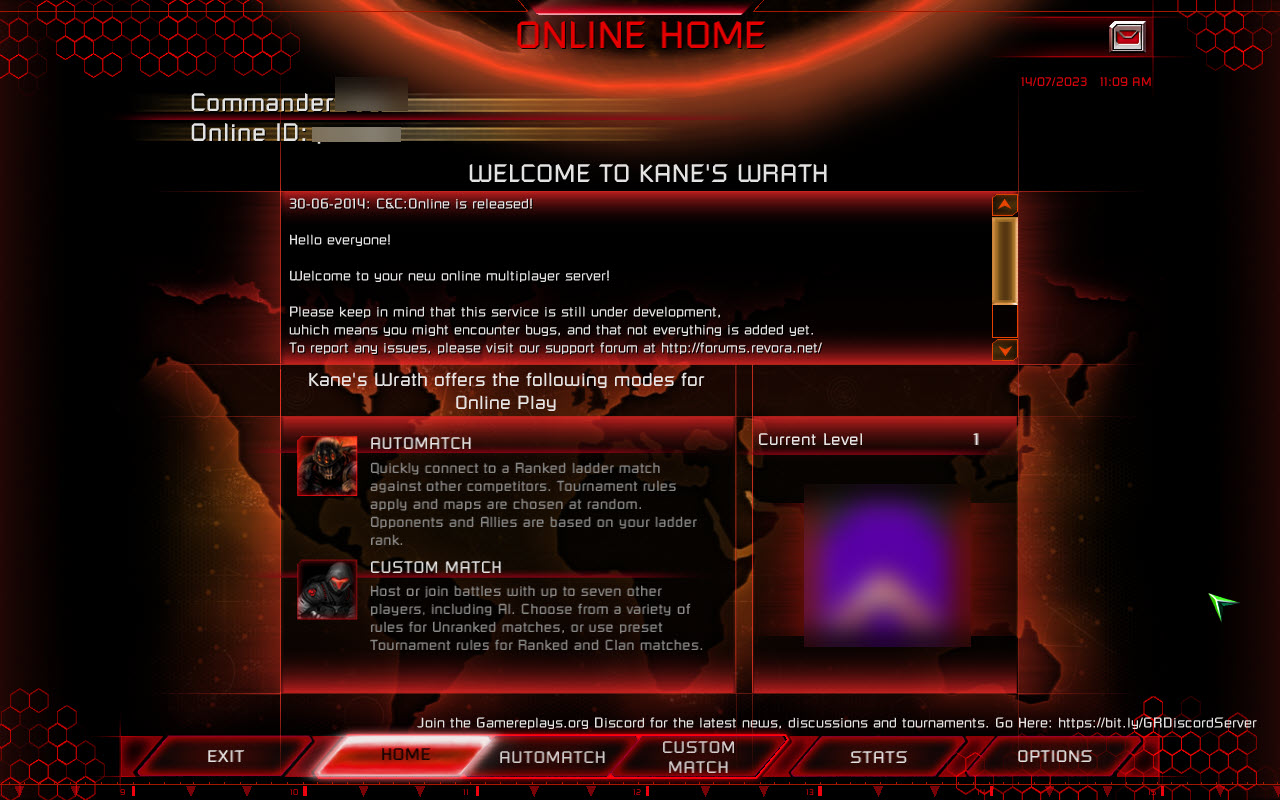 ONLINE HOME
14/07/2023 11:09 AM
Commander
Online ID:
WELCOME TO KANE'S WRATH
30-06-2014: C&C:Online is released!
Hello everyone!
Welcome to your new online multiplayer server!
Please keep in mind that this service is still under development,
which means you might encounter bugs, and that not everything is added yet.
To report any issues, please visit our support forum at http://forums.revora.net/
Kane's Wrath offers the following modes for
Online Play
AUTOMATCH
Quickly connect to a Ranked ladder match
against other competitors. Tournament rules
apply and maps are chosen at random.
Opponents and Allies are based on your ladder
rank.
CUSTOM MATCH
Host or join battles with up to seven other
players, including AI. Choose from a variety of
rules for Unranked matches, or use preset
Tournament rules for Ranked and Clan matches.
Current Level 1
Join the Gamereplays.org Discord for the latest news, discussions and tournaments. Go Here: https://bit.ly/GRDiscordServer
EXIT
HOME
AUTOMATCH
CUSTOM
MATCH
STATS
OPTIONS
9 10 11 12 13 14 15